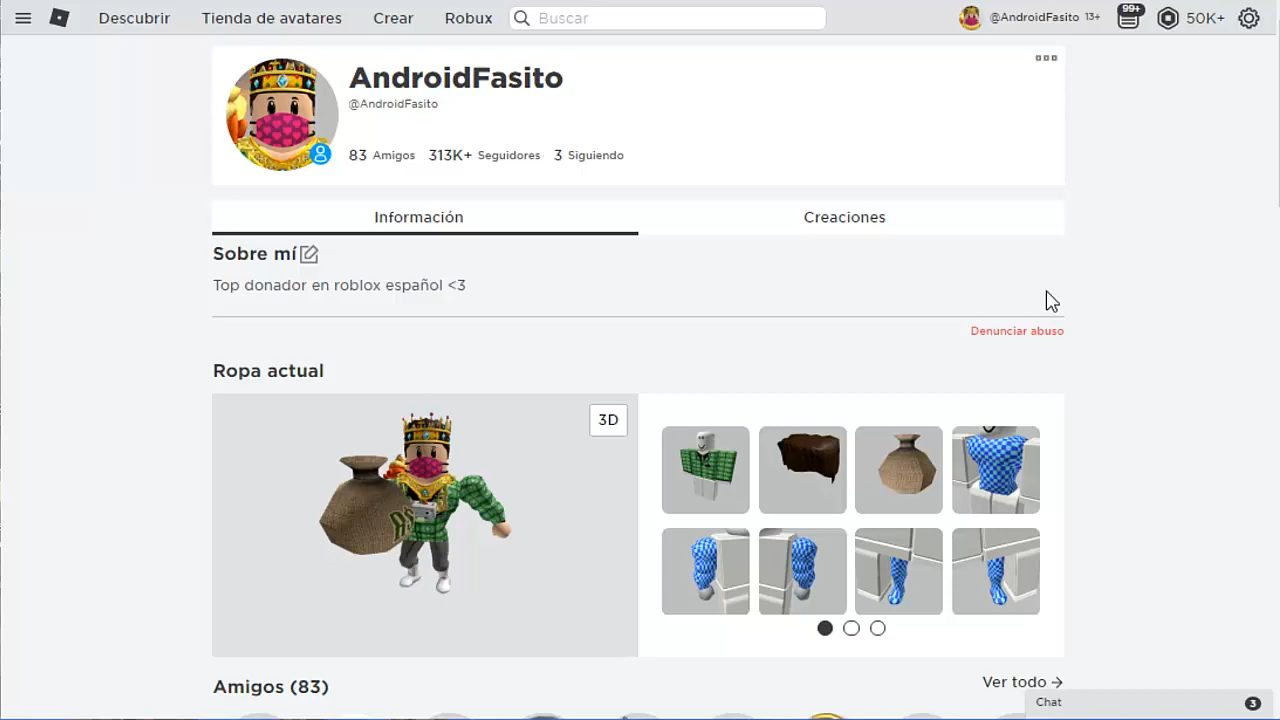 Descubrir Tienda de avatares Crear Robux Buscar @AndroidFasito 13+ 99+ 50K+
AndroidFasito
@AndroidFasito
83 Amigos 313K+ Seguidores 3 Siguiendo
Información Creaciones
Sobre mí
Top donador en roblox español <3
Denunciar abuso
Ropa actual
3D
R$
Amigos (83) Ver todo →
Chat 3